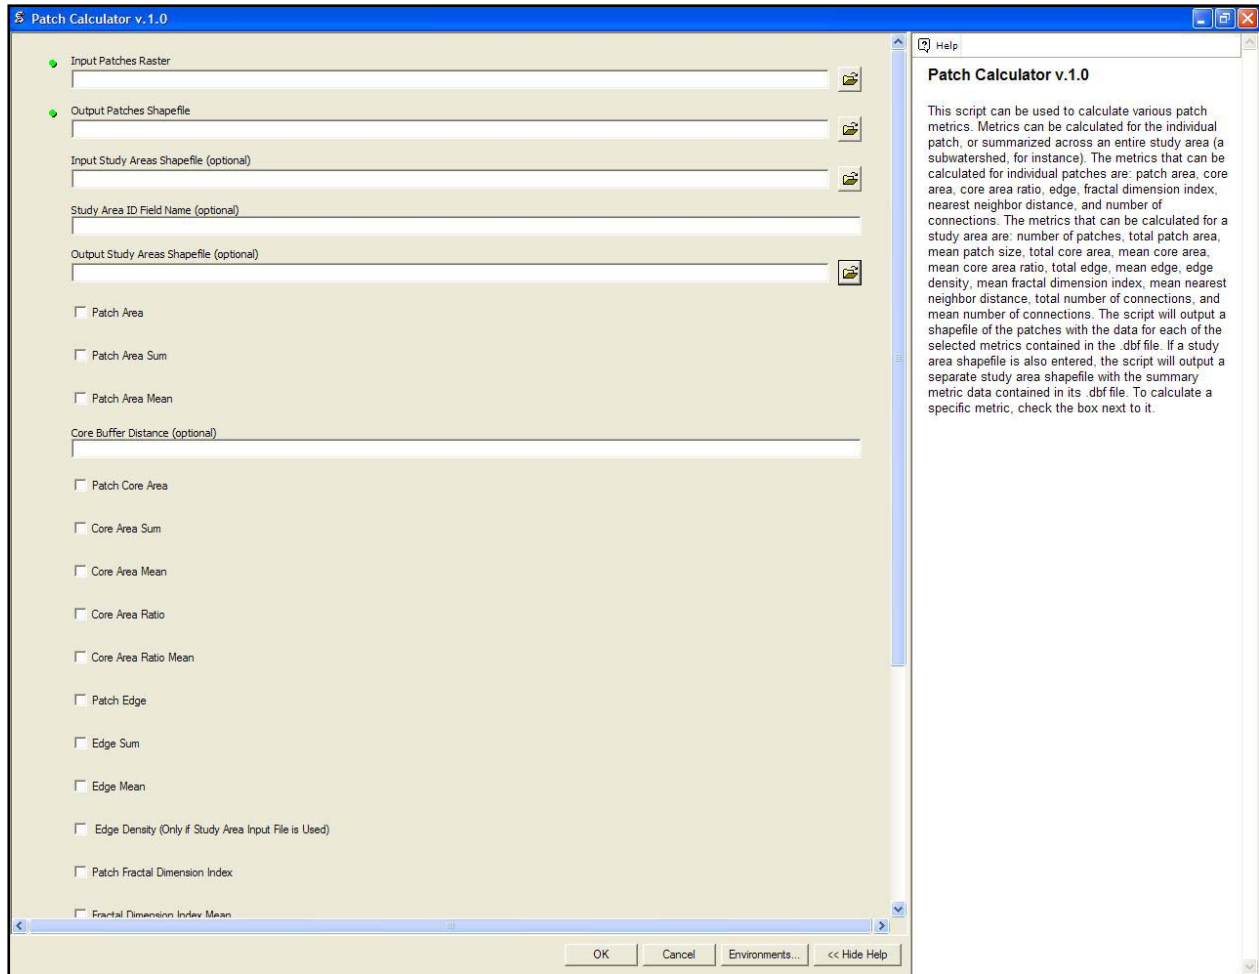 Patch Calculator v.1.0
Input Patches Raster
Output Patches Shapefile
Input Study Areas Shapefile (optional)
Study Area ID Field Name (optional)
Output Study Areas Shapefile (optional)
Patch Area
Patch Area Sum
Patch Area Mean
Core Buffer Distance (optional)
Patch Core Area
Core Area Sum
Core Area Mean
Core Area Ratio
Core Area Ratio Mean
Patch Edge
Edge Sum
Edge Mean
Edge Density (Only if Study Area Input File is Used)
Patch Fractal Dimension Index
Fractal Dimension Index Mean
OK Cancel Environments... << Hide Help
Help
Patch Calculator v.1.0
This script can be used to calculate various patch
metrics. Metrics can be calculated for the individual
patch, or summarized across an entire study area (a
subwatershed, for instance). The metrics that can be
calculated for individual patches are: patch area, core
area, core area ratio, edge, fractal dimension index,
nearest neighbor distance, and number of
connections. The metrics that can be calculated for a
study area are: number of patches, total patch area,
mean patch size, total core area, mean core area,
mean core area ratio, total edge, mean edge, edge
density, mean fractal dimension index, mean nearest
neighbor distance, total number of connections, and
mean number of connections. The script will output a
shapefile of the patches with the data for each of the
selected metrics contained in the .dbf file. If a study
area shapefile is also entered, the script will output a
separate study area shapefile with the summary
metric data contained in its .dbf file. To calculate a
specific metric, check the box next to it.